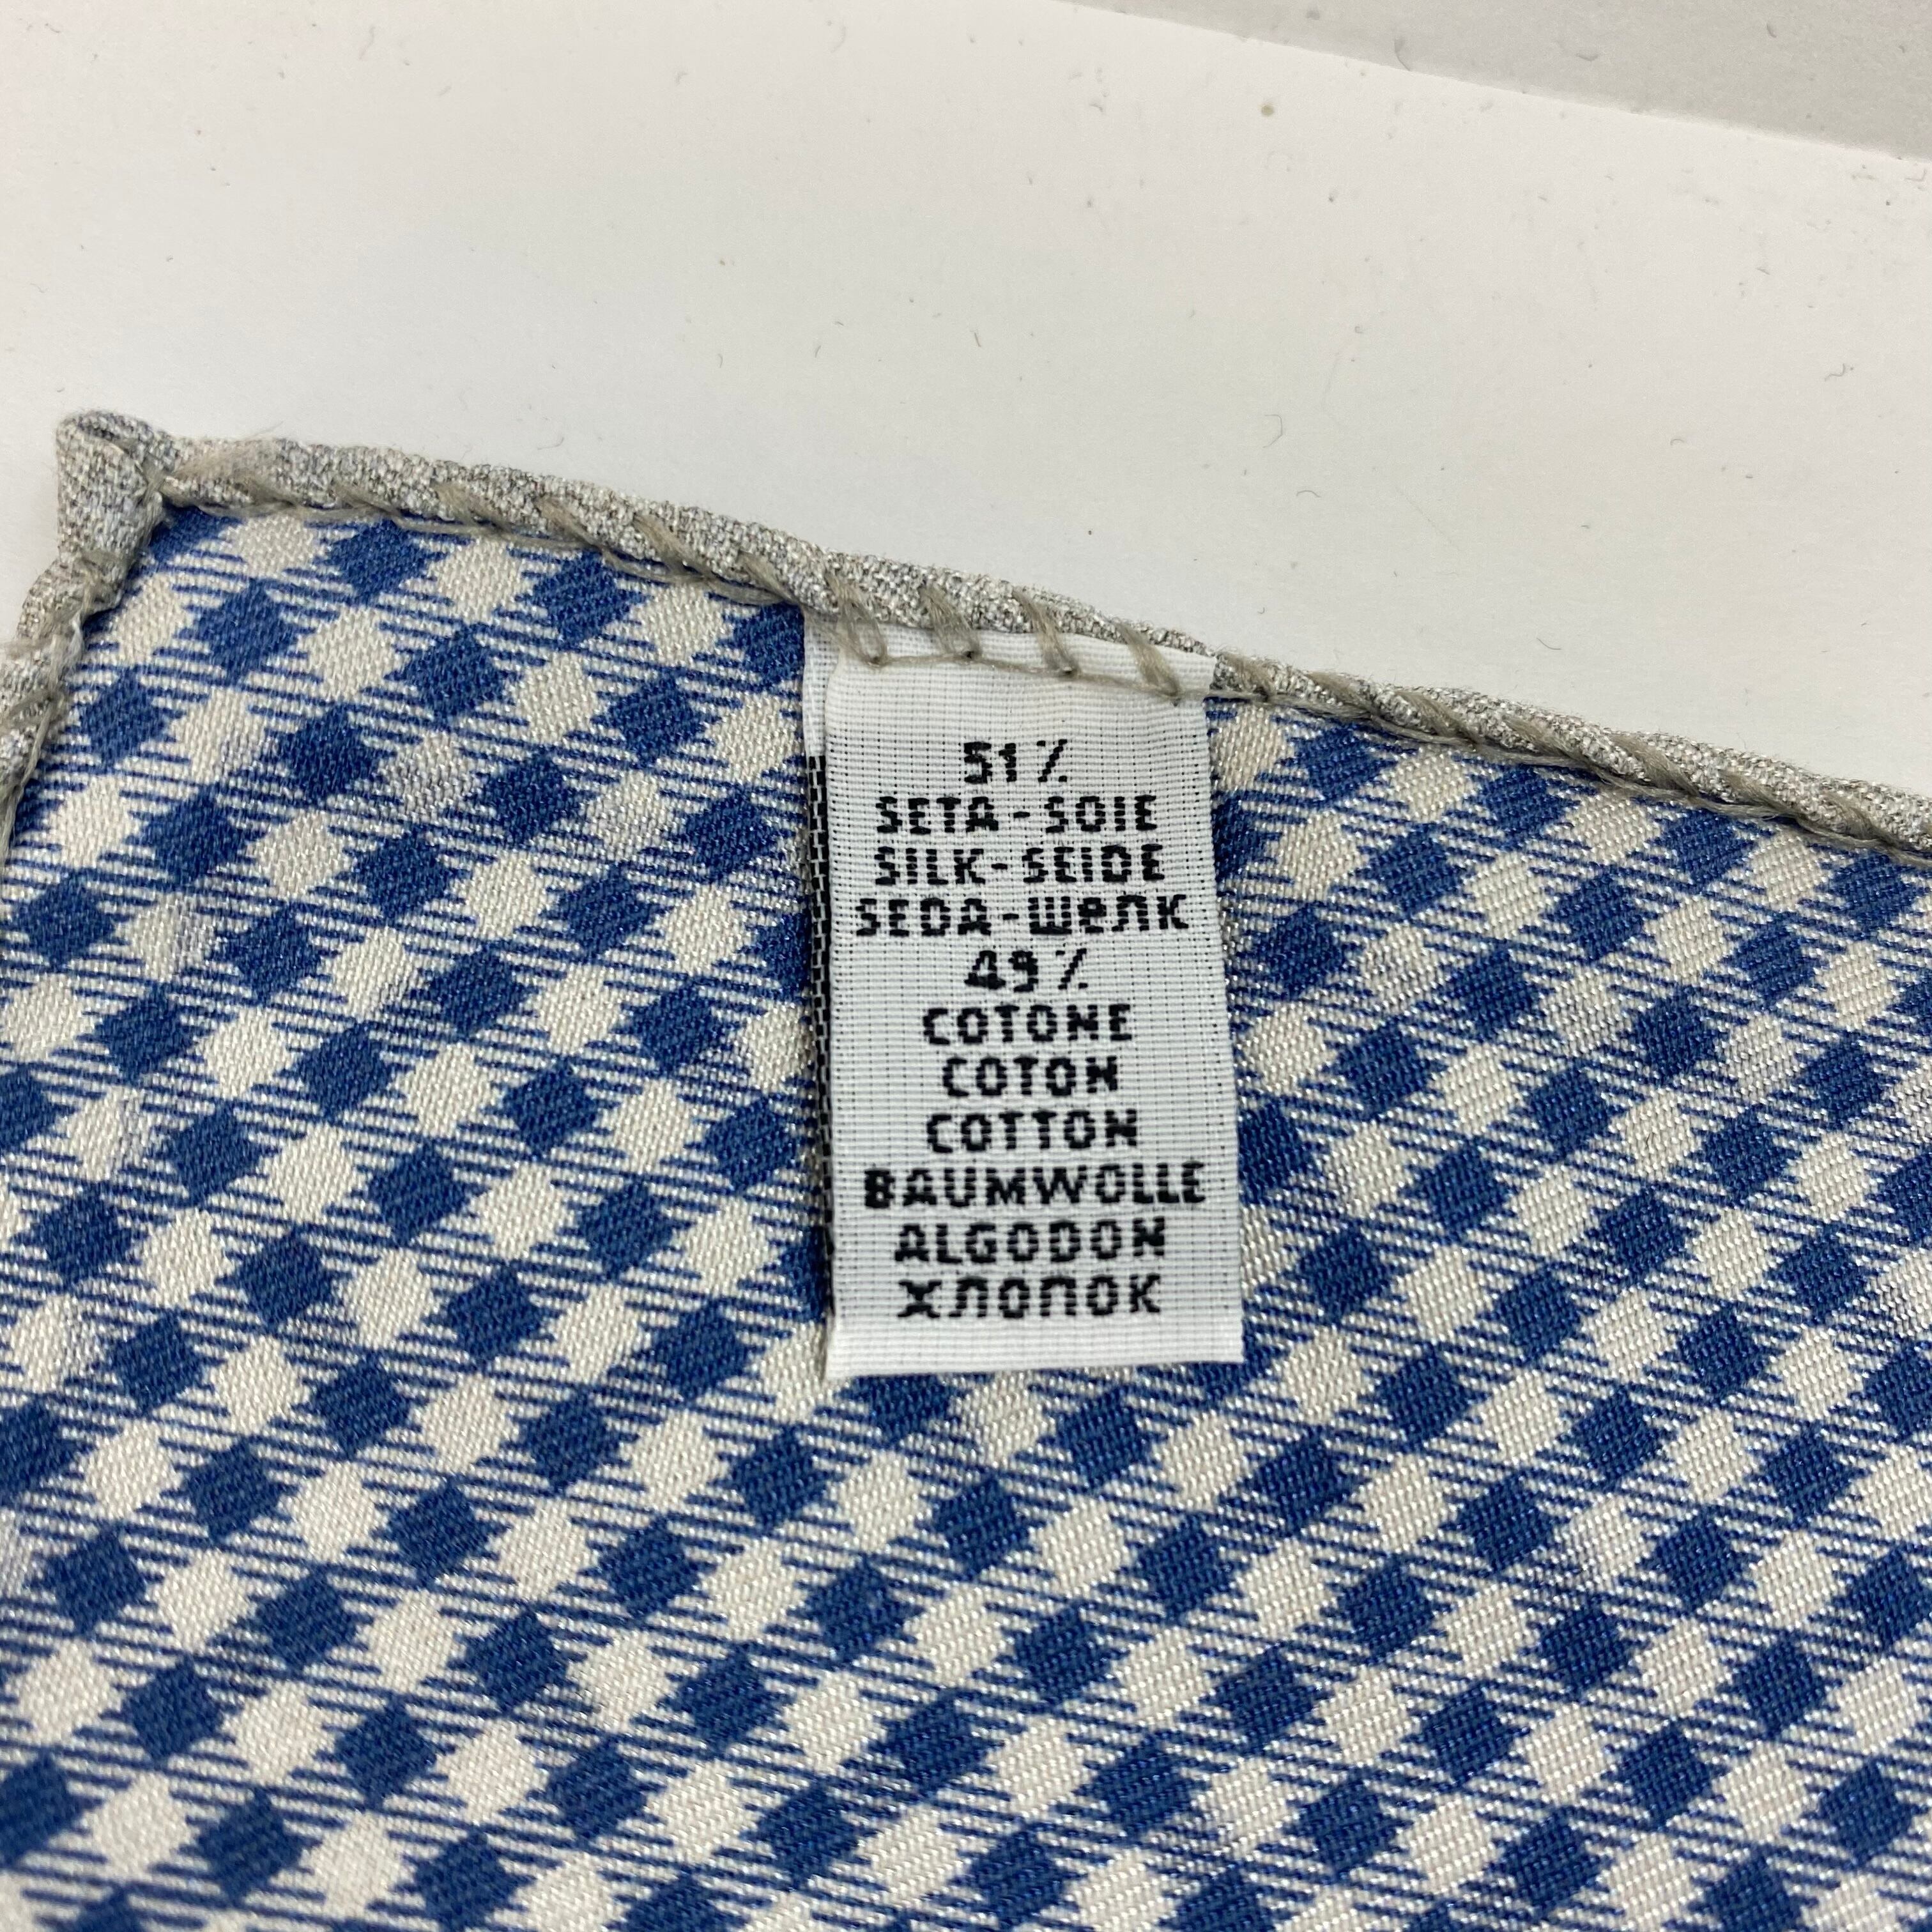 51%
SETA-SOIE
SILK-SEIDE
SEDA-шелк
49%
COTONE
COTON
COTTON
BAUMWOLLE
ALGODON
хлопок